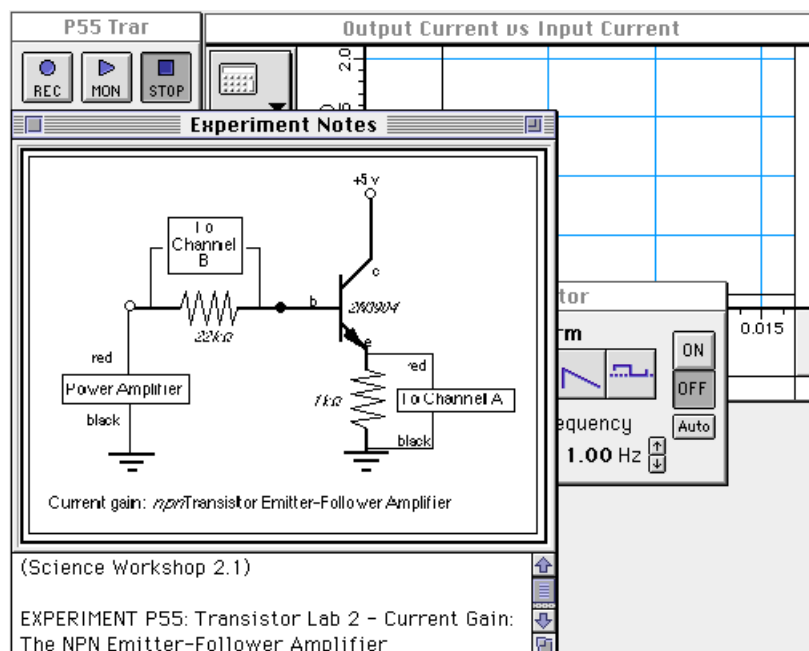 P55 Trar
Output Current vs Input Current
REC
MON
STOP
2.0
Experiment Notes
+5 v
To
Channel
B
c
b
2N3904
22kΩ
e
red
red
Power Amplifier
1kΩ
To Channel A
black
black
Current gain: npnTransistor Emitter-Follower Amplifier
tor
rm
ON
OFF
equency
Auto
1.00 Hz
0.015
(Science Workshop 2.1)
EXPERIMENT P55: Transistor Lab 2 - Current Gain:
The NPN Emitter-Follower Amplifier